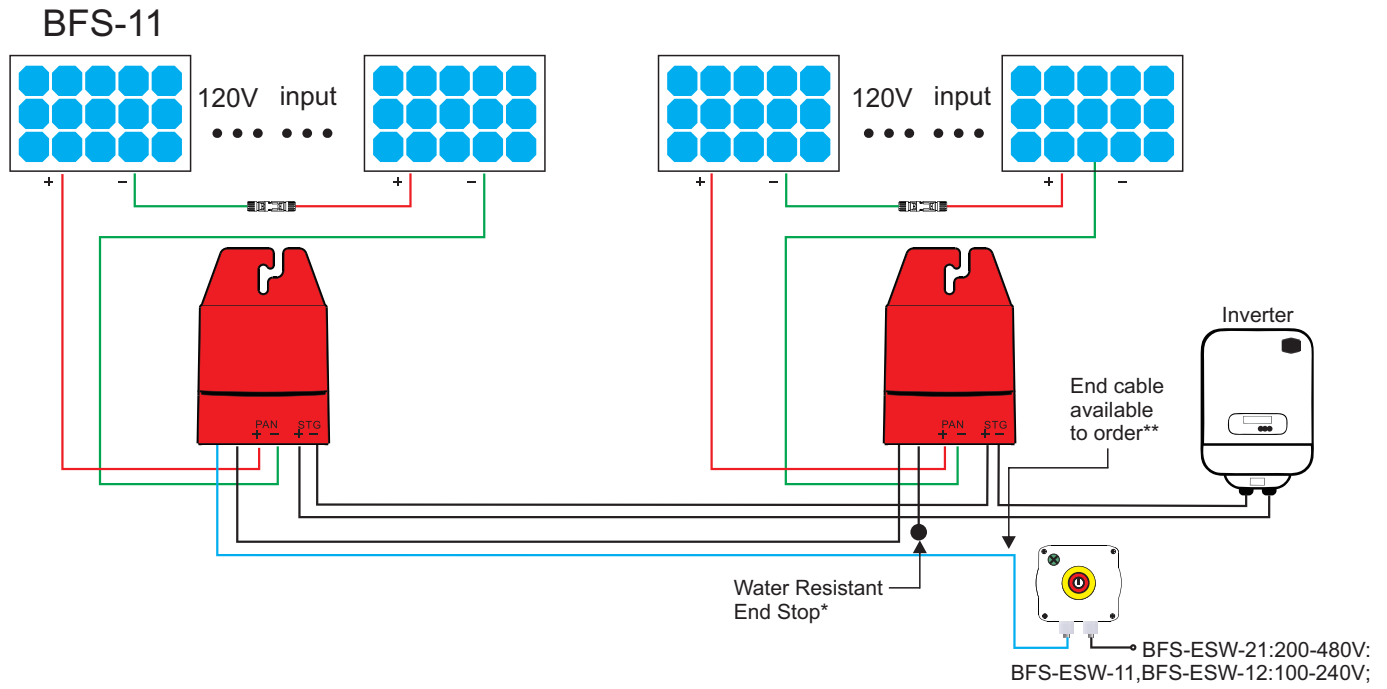 BFS-11
120V input
120V input
+ − + −
+ − + −
Inverter
End cable
available
to order**
PAN STG
+ − + −
PAN STG
+ − + −
Water Resistant
End Stop*
BFS-ESW-21:200-480V:
BFS-ESW-11,BFS-ESW-12:100-240V;